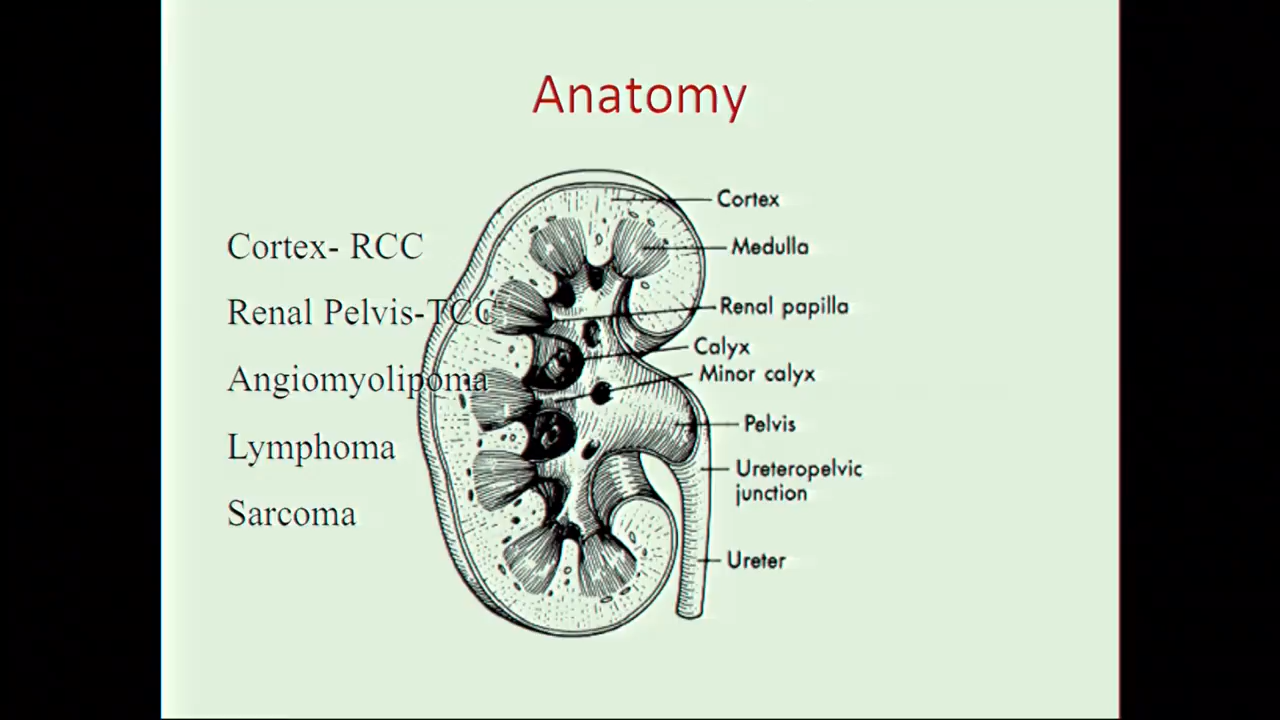 Anatomy
Cortex- RCC
Renal Pelvis-TCC
Angiomyolipoma
Lymphoma
Sarcoma
Cortex
Medulla
Renal papilla
Calyx
Minor calyx
Pelvis
Ureteropelvic
junction
Ureter